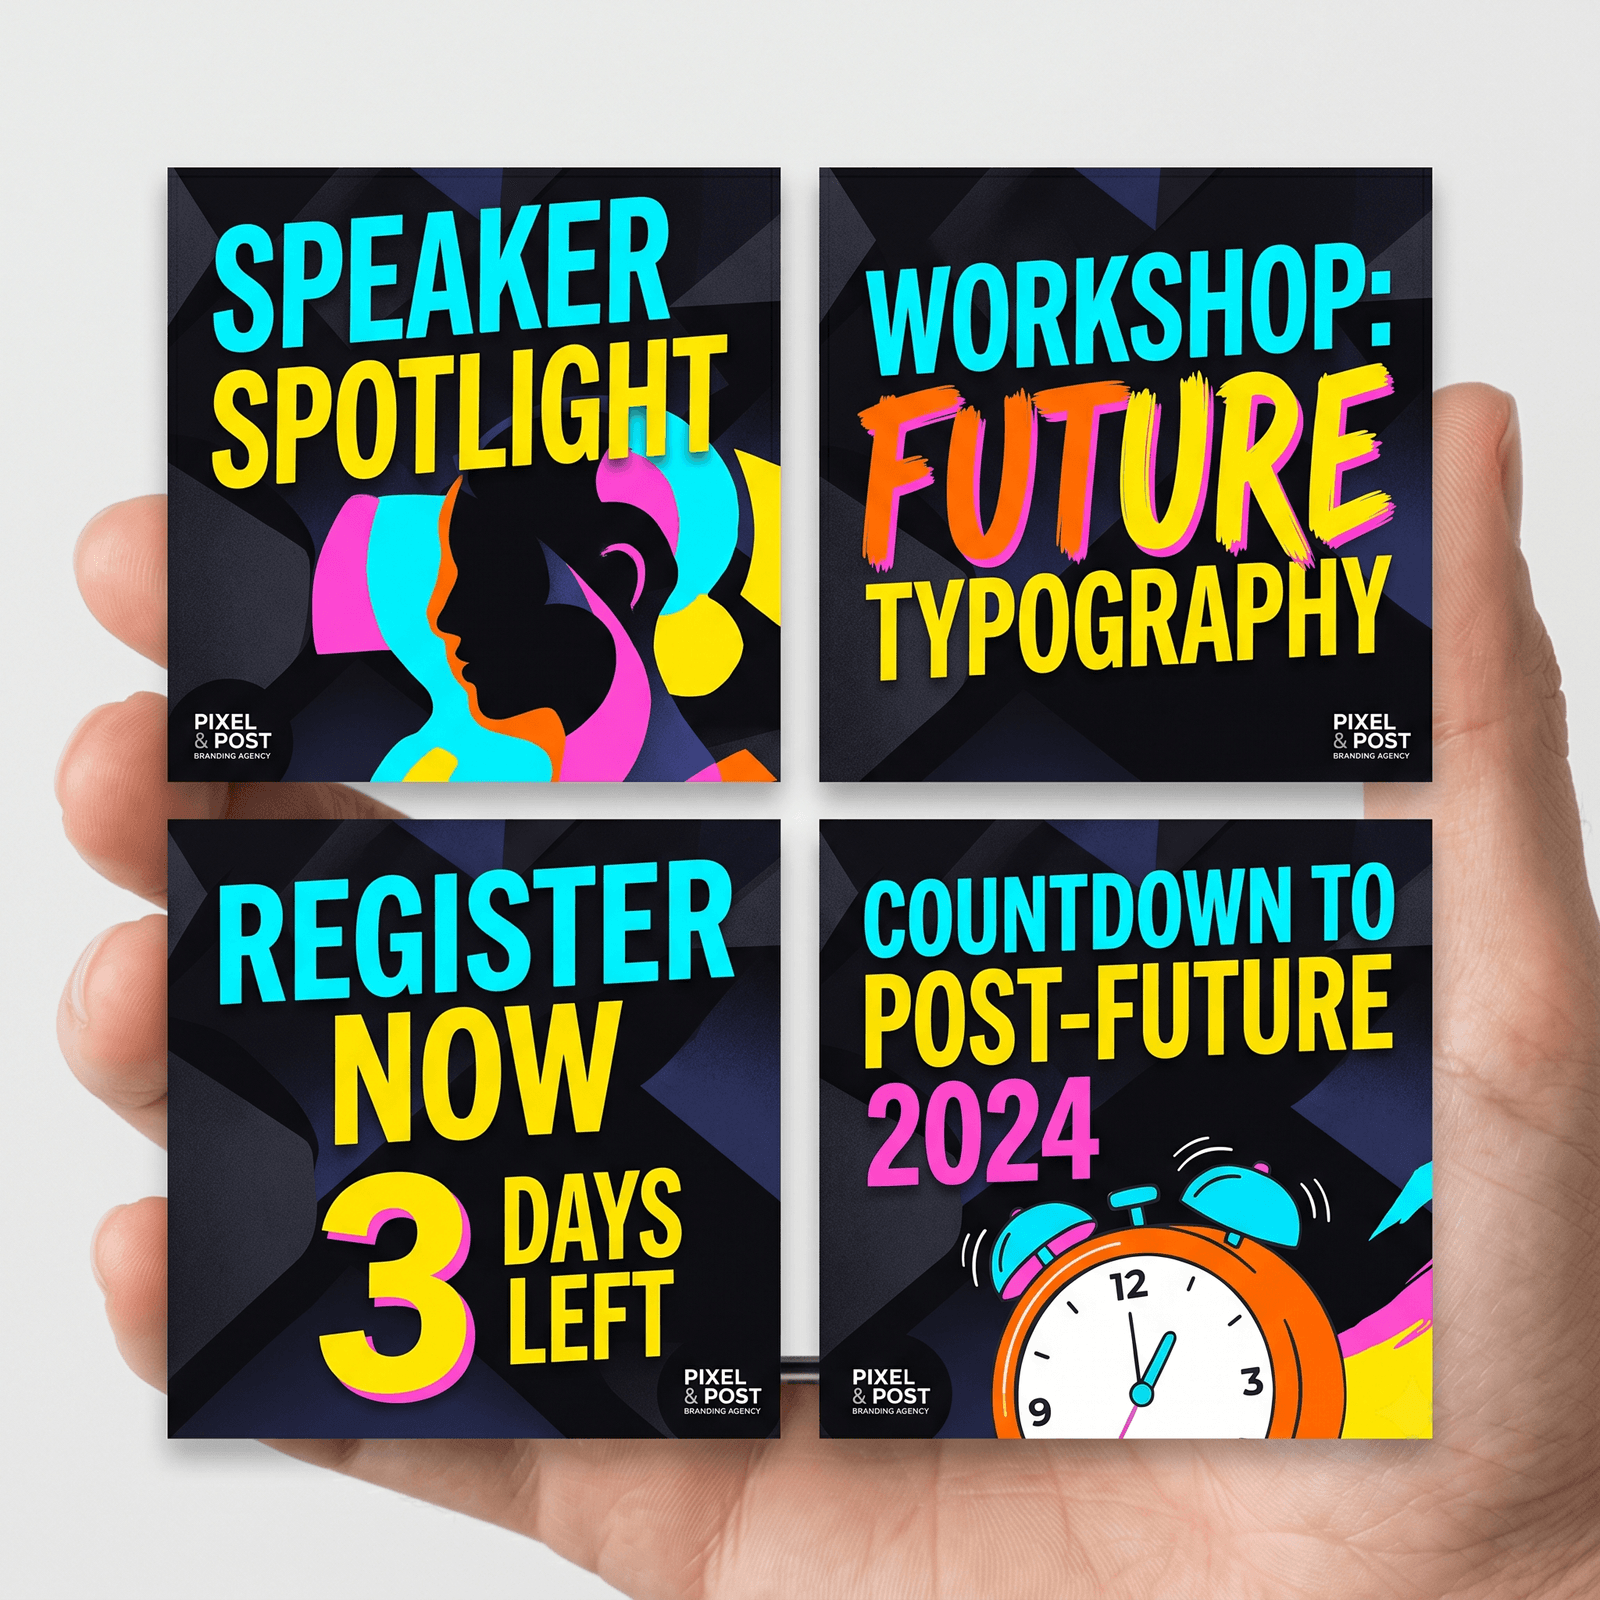 SPEAKER
SPOTLIGHT
PIXEL
& POST
BRANDING AGENCY
WORKSHOP:
FUTURE
TYPOGRAPHY
PIXEL
& POST
BRANDING AGENCY
REGISTER
NOW
3 DAYS
LEFT
PIXEL
& POST
BRANDING AGENCY
COUNTDOWN TO
POST-FUTURE
2024
12
3
9
PIXEL
& POST
BRANDING AGENCY